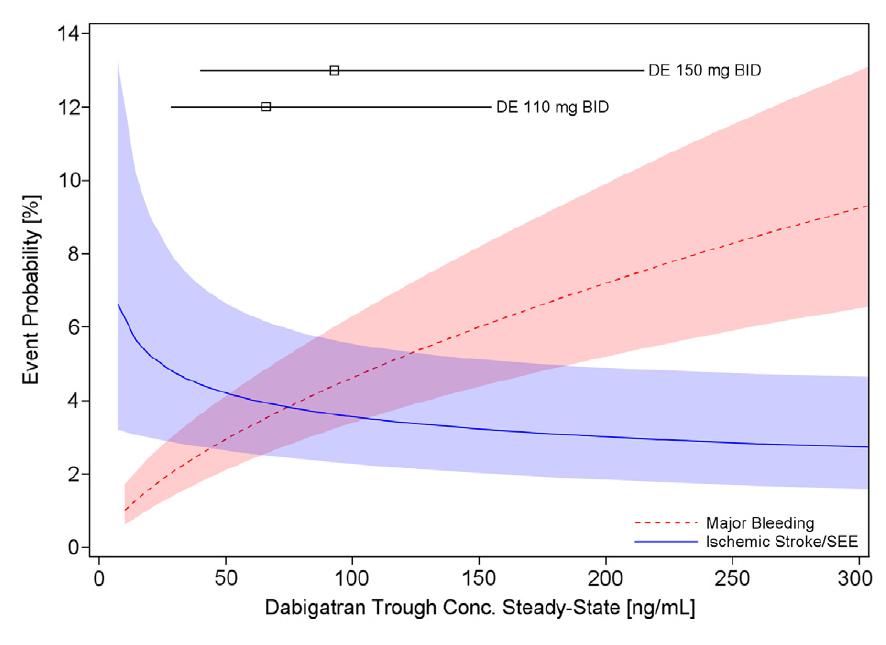 14
12
10
8
6
4
2
0
Event Probability [%]
DE 150 mg BID
DE 110 mg BID
Major Bleeding
Ischemic Stroke/SEE
0 50 100 150 200 250 300
Dabigatran Trough Conc. Steady-State [ng/mL]